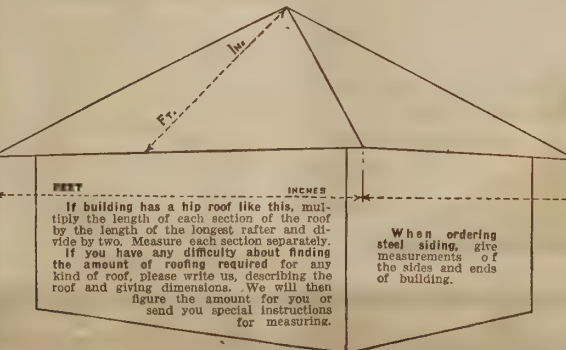 In.
Ft.
FEET INCHES
If building has a hip roof like this, mul-
tiply the length of each section of the roof
by the length of the longest rafter and di-
vide by two. Measure each section separately.
If you have any difficulty about finding
the amount of roofing required for any
kind of roof, please write us, describing the
roof and giving dimensions. We will then
figure the amount for you or
send you special instructions
for measuring.
When ordering
steel siding, give
measurements of
the sides and ends
of building.